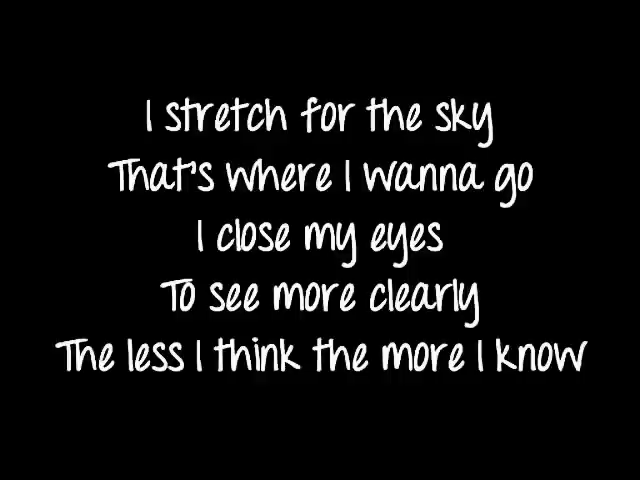 I stretch for the sky
That's where I wanna go
I close my eyes
To see more clearly
The less I think the more I know